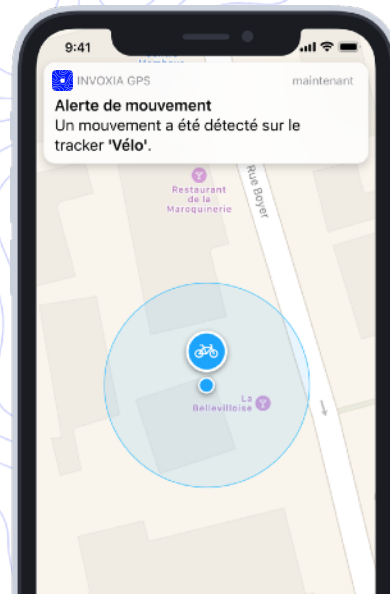 9:41
INVOXIA GPS
maintenant
Alerte de mouvement
Un mouvement a été détecté sur le
tracker 'Vélo'.
Restaurant
de la
Maroquinerie
Rue Boyer
La
Bellevilloise